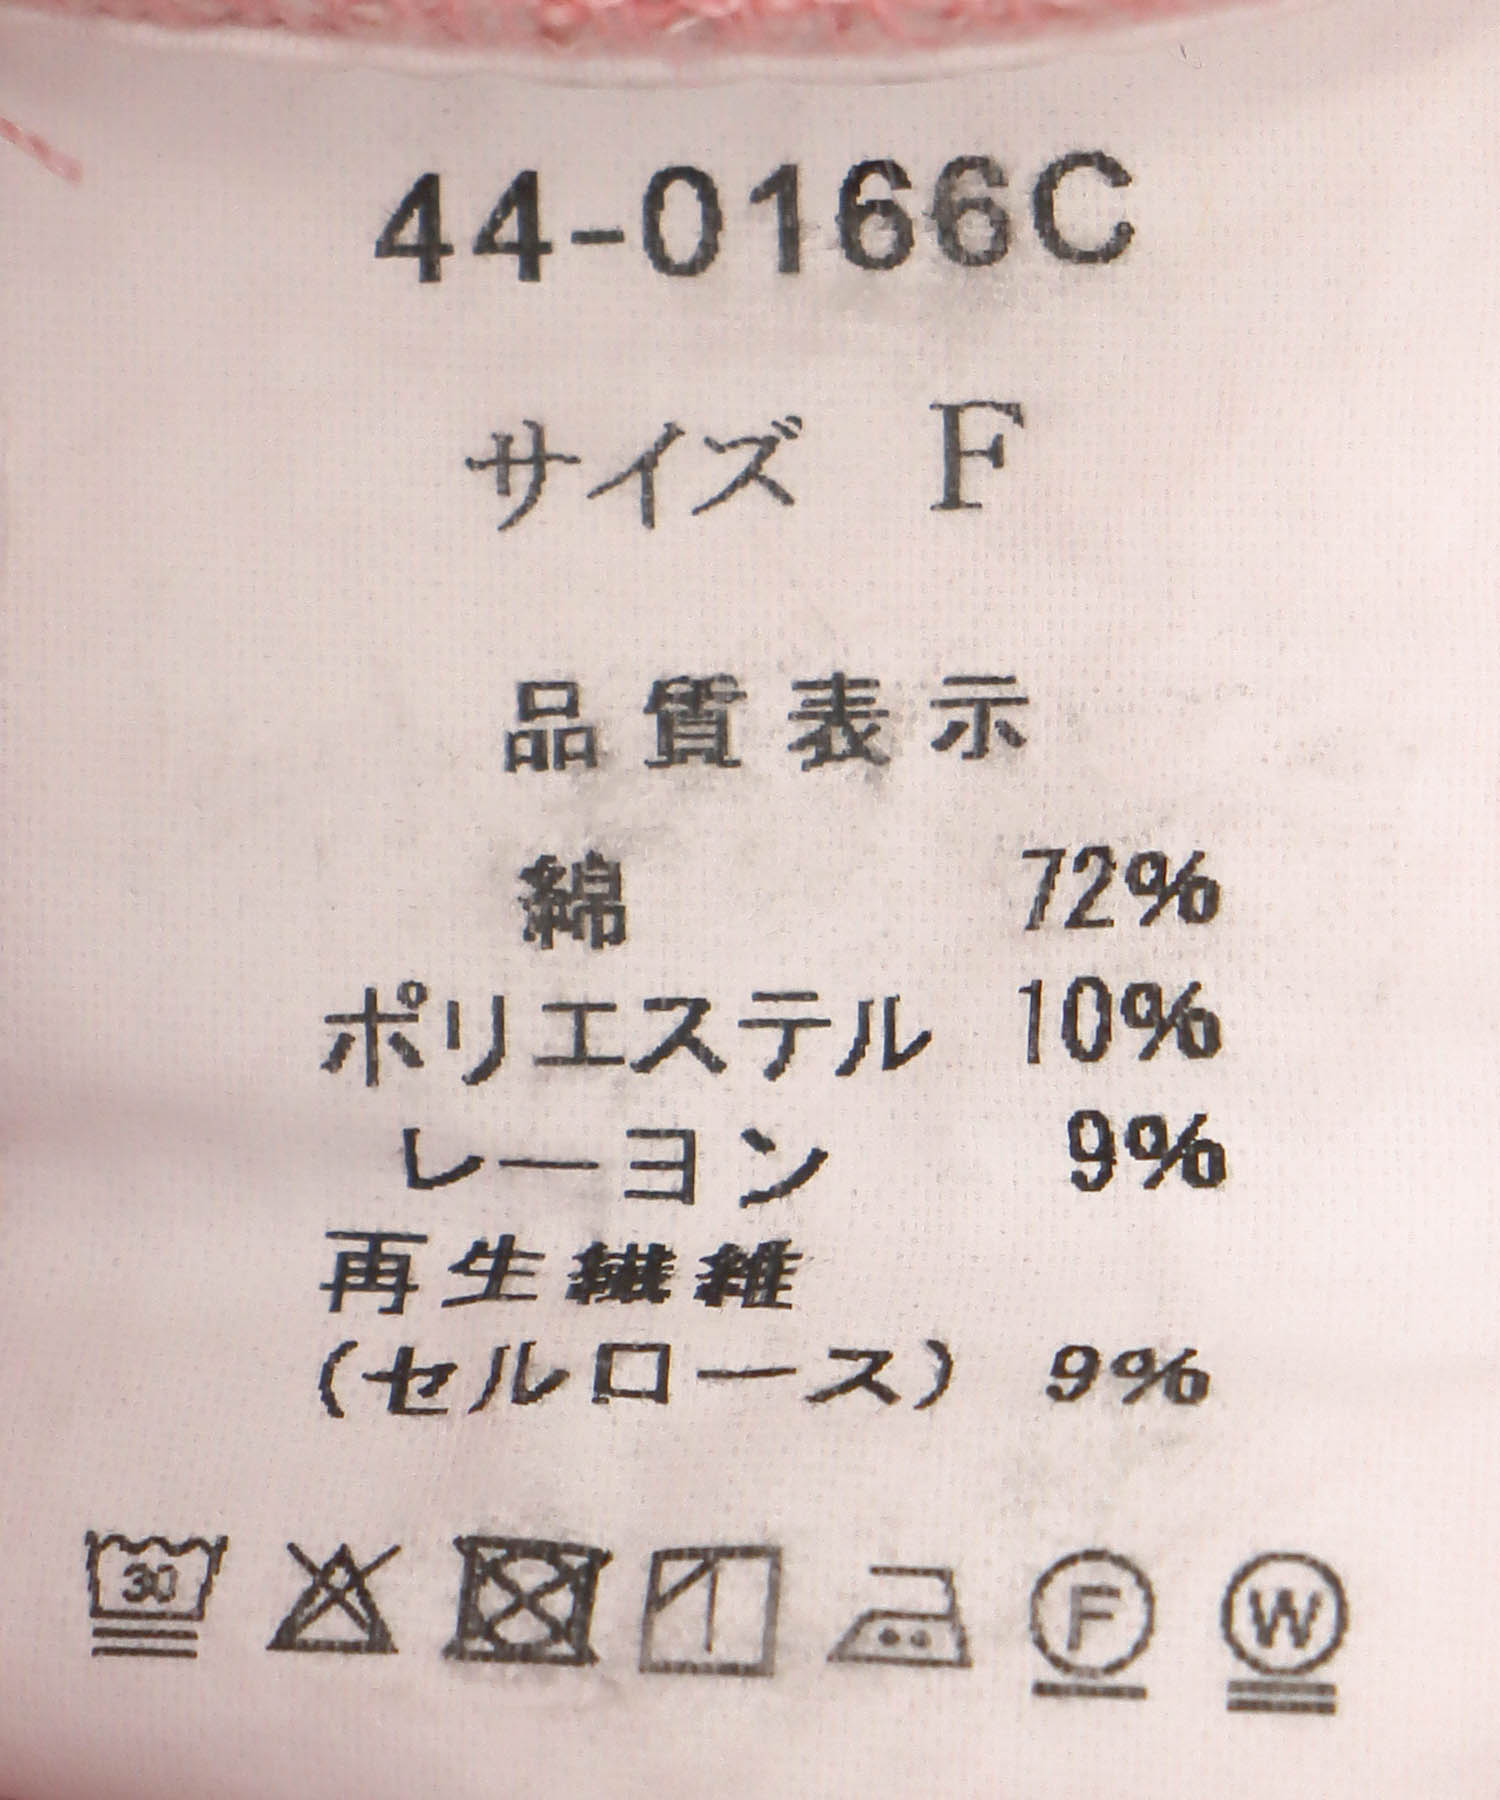 44-0166C
サイズ F
品質表示
綿 72%
ポリエステル 10%
レーヨン 9%
再生繊維
(セルロース) 9%
30 F W